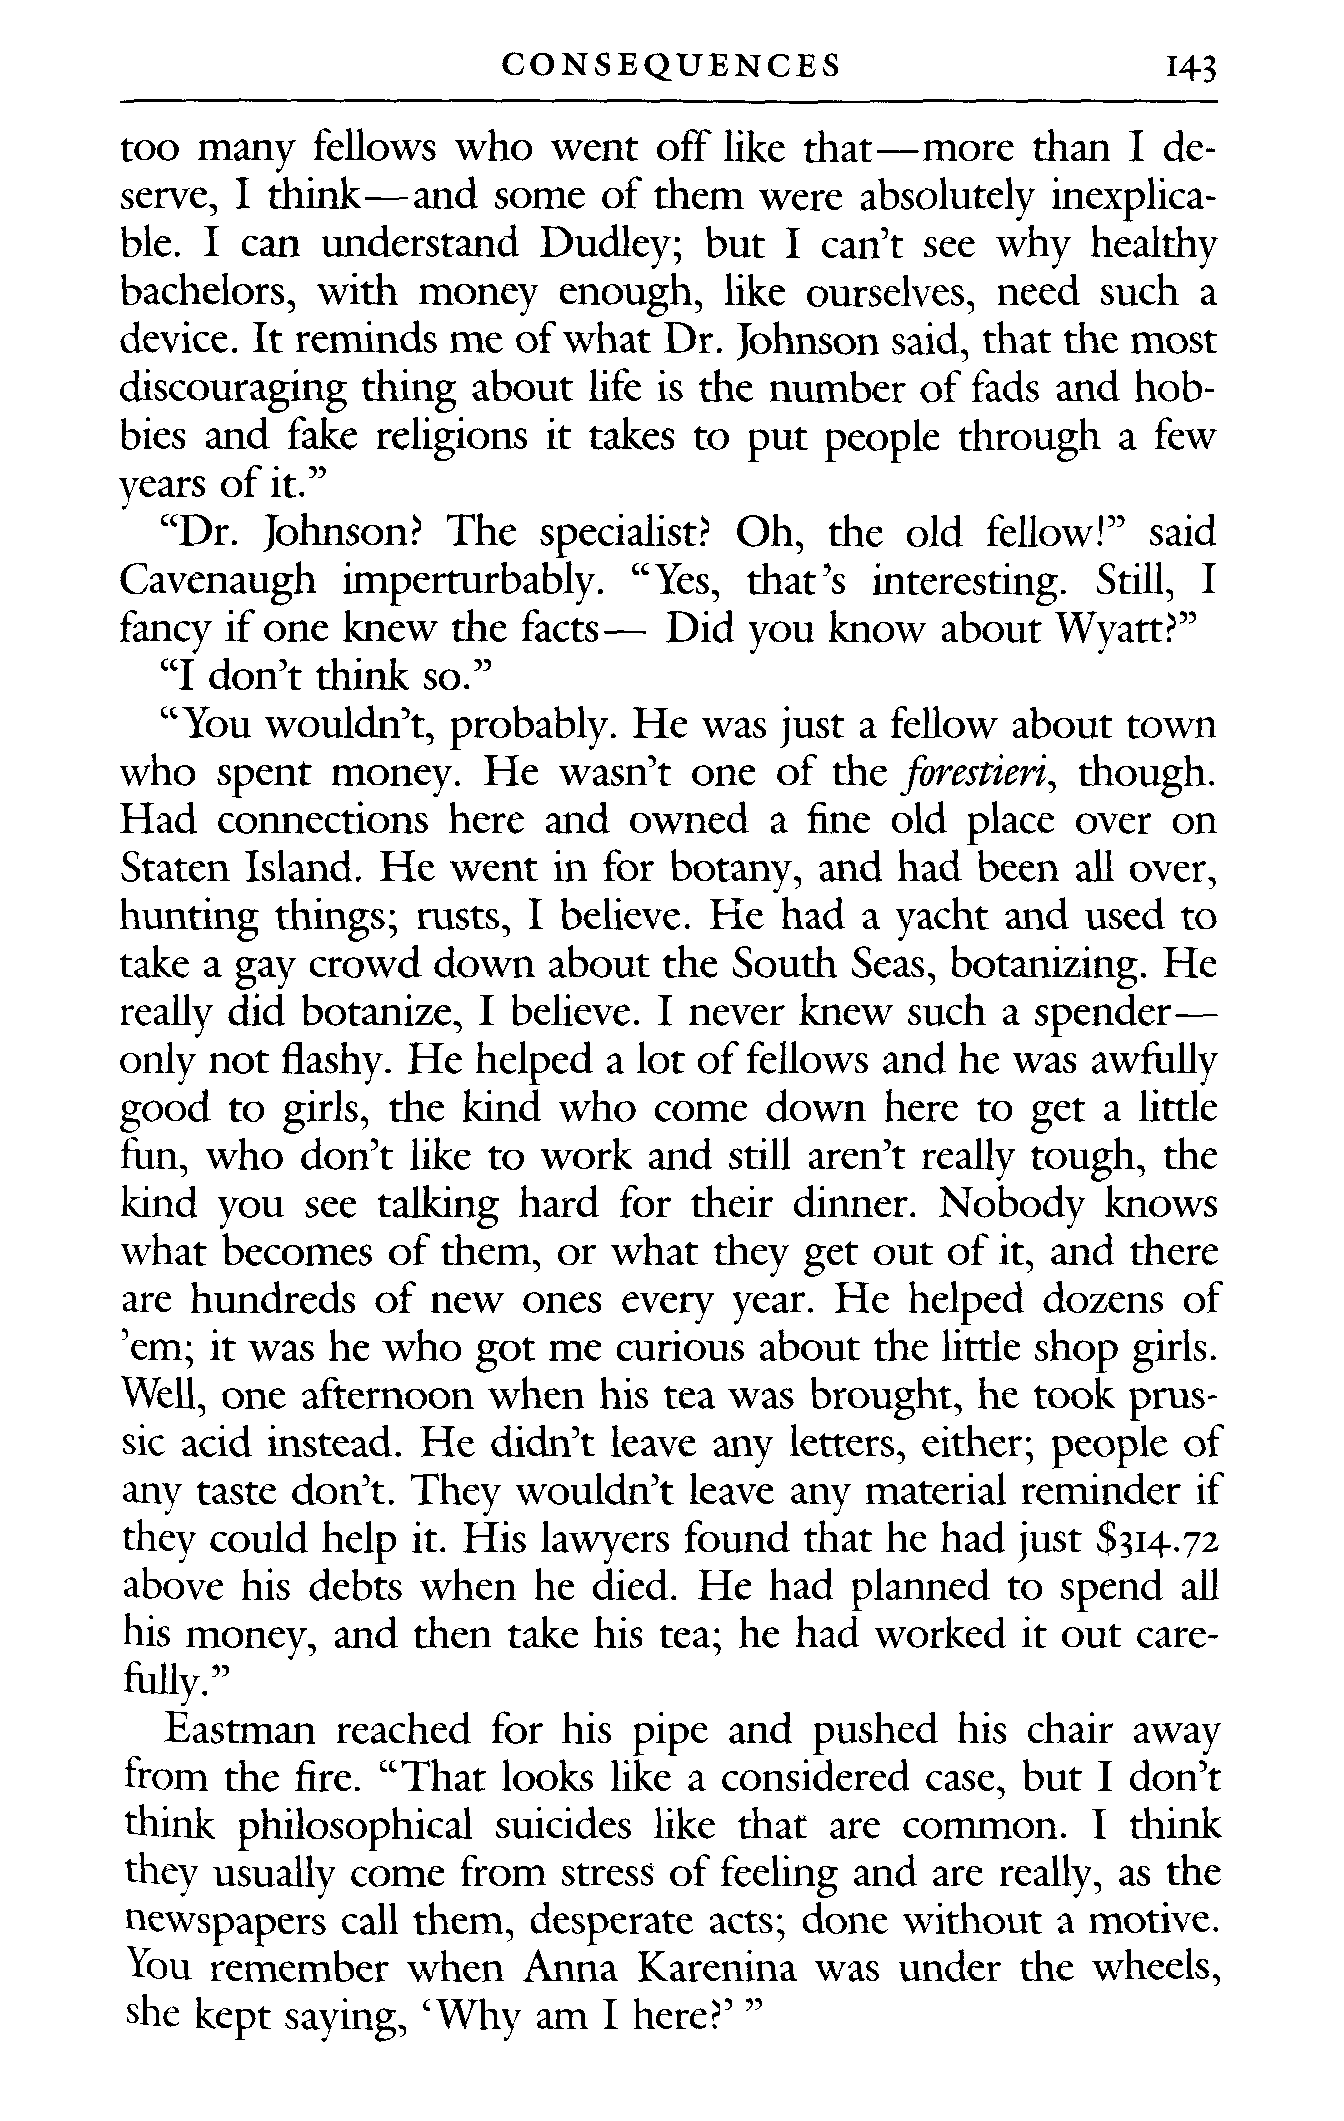 CONSEQUENCES 143
too many fellows who went off like that—more than I de-
serve, I think—and some of them were absolutely inexplica-
ble. I can understand Dudley; but I can't see why healthy
bachelors, with money enough, like ourselves, need such a
device. It reminds me of what Dr. Johnson said, that the most
discouraging thing about life is the number of fads and hob-
bies and fake religions it takes to put people through a few
years of it.”
“Dr. Johnson? The specialist? Oh, the old fellow!” said
Cavenaugh imperturbably. “Yes, that's interesting. Still, I
fancy if one knew the facts— Did you know about Wyatt?”
“I don't think so.”
“You wouldn't, probably. He was just a fellow about town
who spent money. He wasn't one of the forestieri, though.
Had connections here and owned a fine old place over on
Staten Island. He went in for botany, and had been all over,
hunting things; rusts, I believe. He had a yacht and used to
take a gay crowd down about the South Seas, botanizing. He
really did botanize, I believe. I never knew such a spender—
only not flashy. He helped a lot of fellows and he was awfully
good to girls, the kind who come down here to get a little
fun, who don't like to work and still aren't really tough, the
kind you see talking hard for their dinner. Nobody knows
what becomes of them, or what they get out of it, and there
are hundreds of new ones every year. He helped dozens of
'em; it was he who got me curious about the little shop girls.
Well, one afternoon when his tea was brought, he took prus-
sic acid instead. He didn't leave any letters, either; people of
any taste don't. They wouldn't leave any material reminder if
they could help it. His lawyers found that he had just $314.72
above his debts when he died. He had planned to spend all
his money, and then take his tea; he had worked it out care-
fully.”
Eastman reached for his pipe and pushed his chair away
from the fire. “That looks like a considered case, but I don't
think philosophical suicides like that are common. I think
they usually come from stress of feeling and are really, as the
newspapers call them, desperate acts; done without a motive.
You remember when Anna Karenina was under the wheels,
she kept saying, ‘Why am I here?’ ”